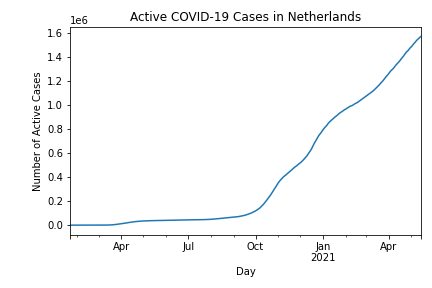 Active COVID-19 Cases in Netherlands
1e6
1.6
1.4
1.2
1.0
0.8
0.6
0.4
0.2
0.0
Number of Active Cases
Apr Jul Oct Jan Apr
2021
Day